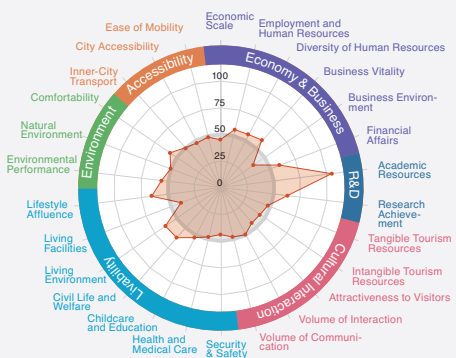 Economic
Scale
Employment and
Human Resources
Diversity of Human Resources
Business Vitality
Business Environ-
ment
Financial
Affairs
Academic
Resources
Research
Achieve-
ment
Tangible Tourism
Resources
Intangible Tourism
Resources
Attractiveness to Visitors
Volume of Interaction
Volume of Communi-
cation
Security
& Safety
Health and
Medical Care
Childcare
and Education
Civil Life and
Welfare
Living
Environment
Living
Facilities
Lifestyle
Affluence
Environmental
Performance
Natural
Environment
Comfortability
Inner-City
Transport
City Accessibility
Ease of Mobility
Economy & Business
R&D
Cultural Interaction
Livability
Environment
Accessibility
100
75
50
25
0